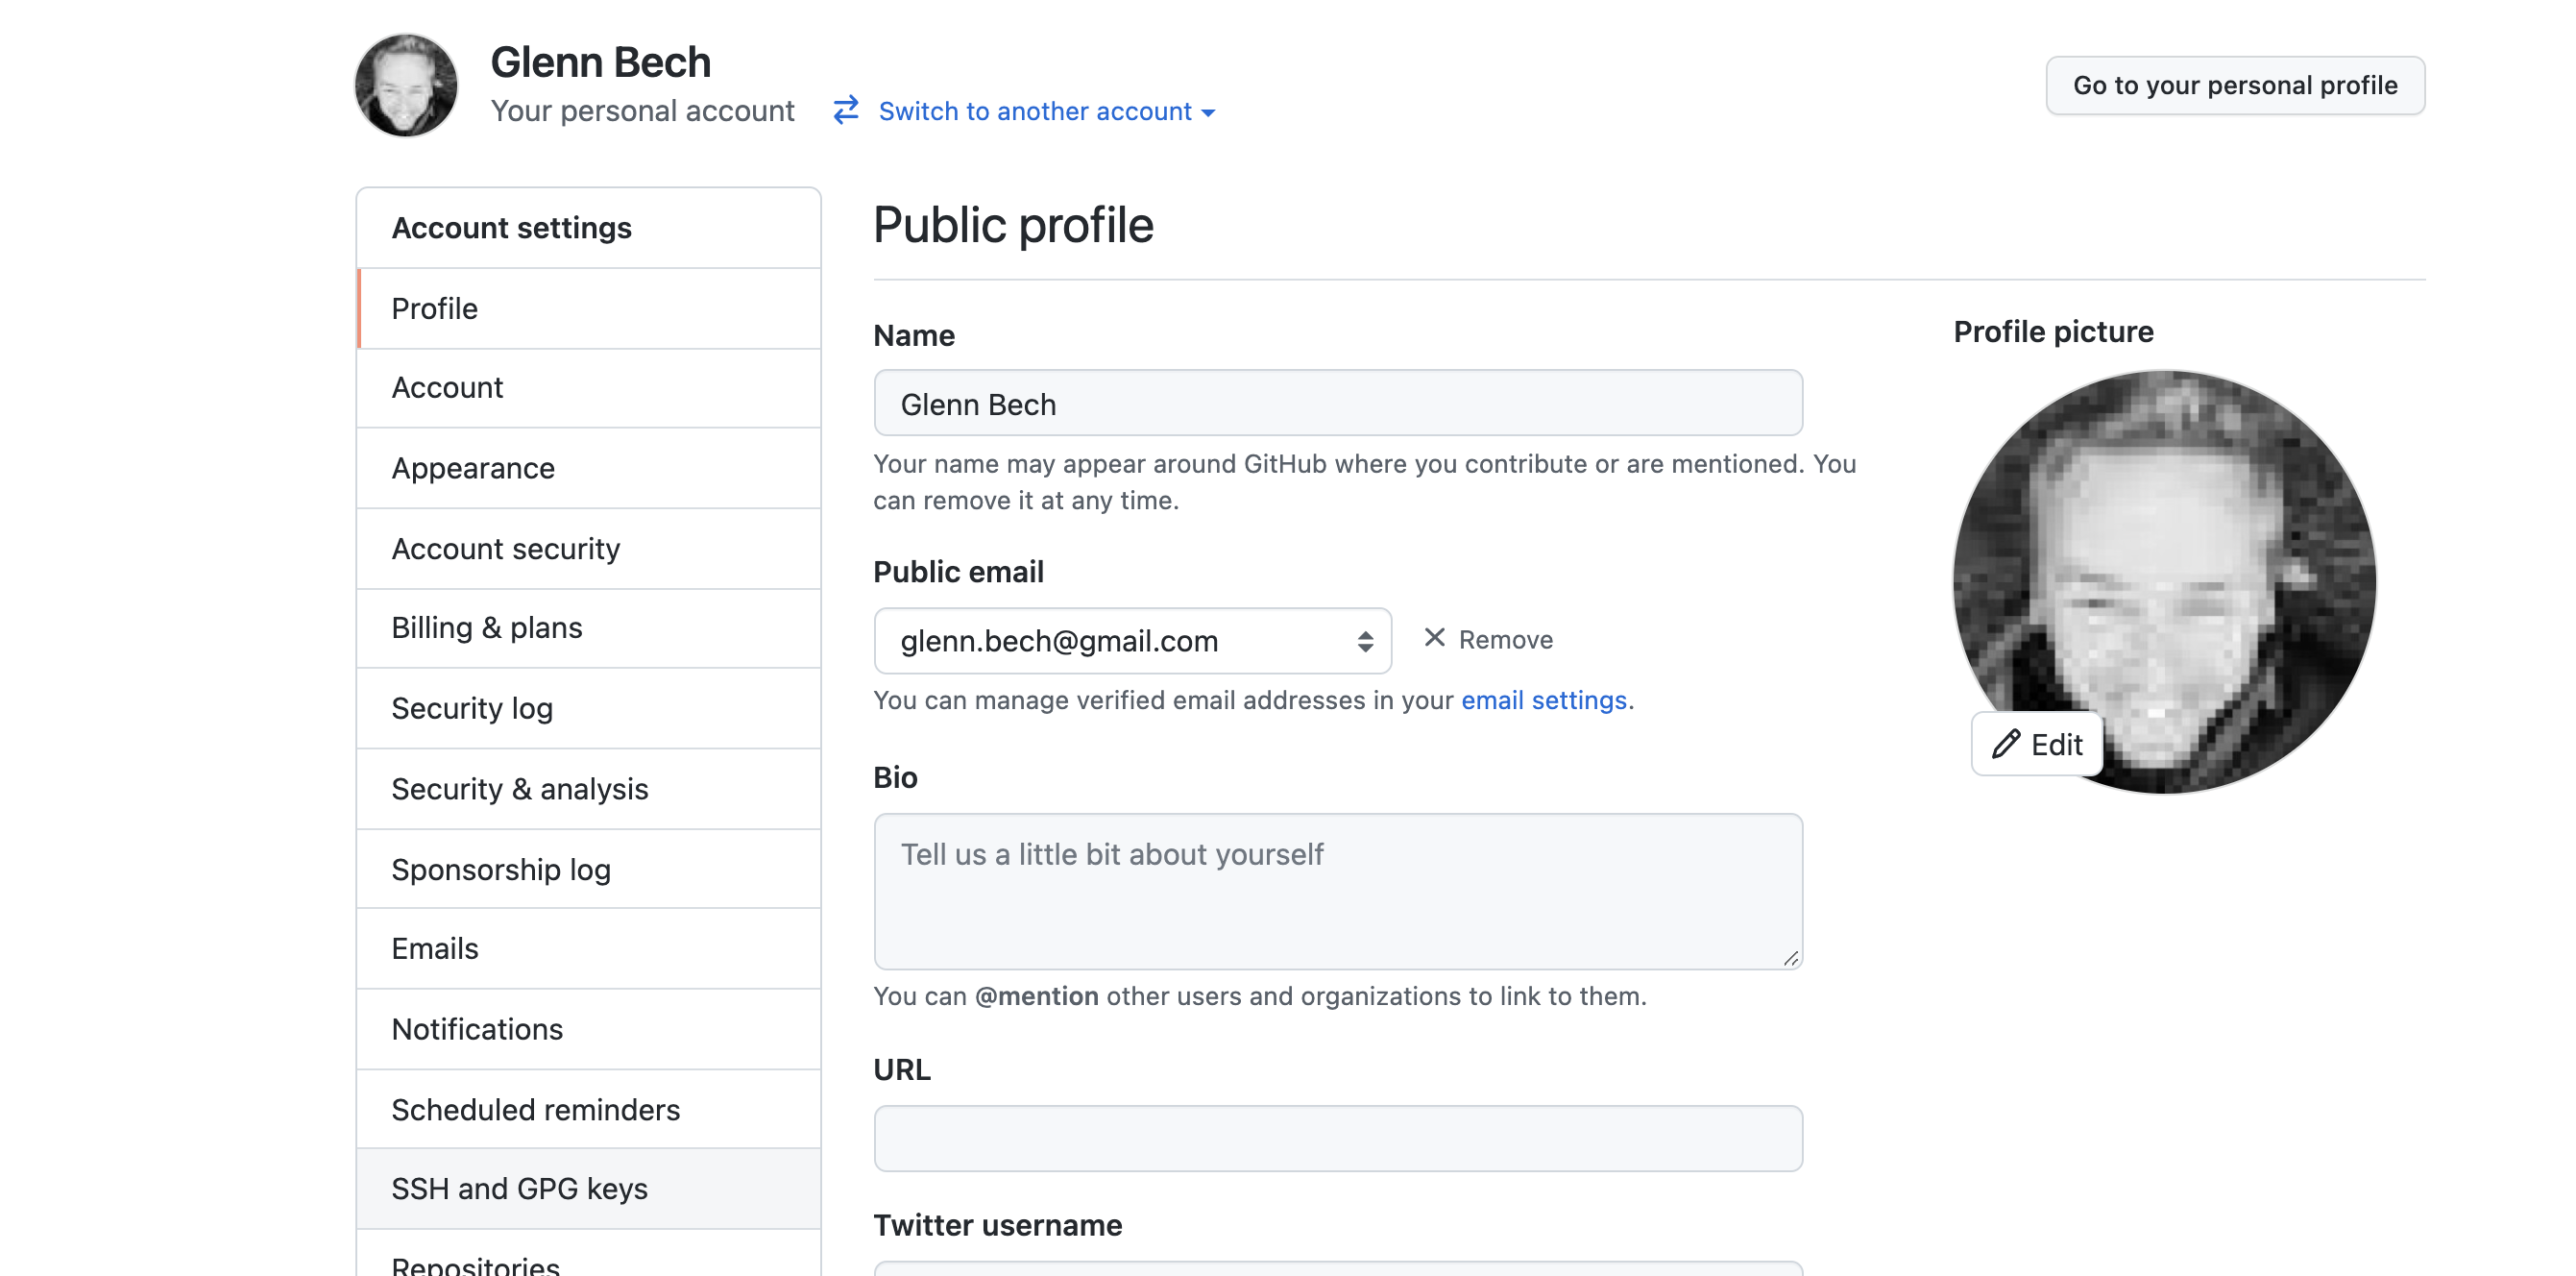 Glenn Bech
Your personal account
Switch to another account
Go to your personal profile
Account settings
Profile
Account
Appearance
Account security
Billing & plans
Security log
Security & analysis
Sponsorship log
Emails
Notifications
Scheduled reminders
SSH and GPG keys
Repositories
Public profile
Name
Glenn Bech
Your name may appear around GitHub where you contribute or are mentioned. You
can remove it at any time.
Public email
glenn.bech@gmail.com
Remove
You can manage verified email addresses in your email settings.
Bio
Tell us a little bit about yourself
You can @mention other users and organizations to link to them.
URL
Twitter username
Profile picture
Edit